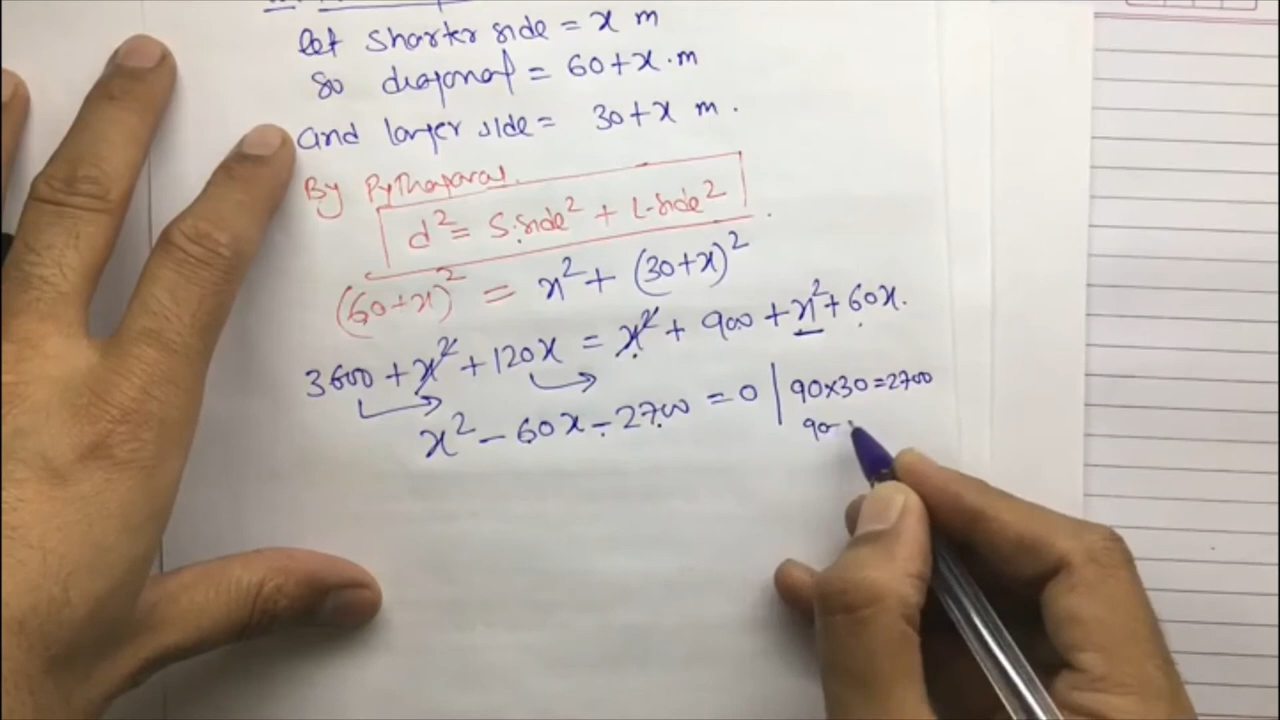 let shorter side = x m
So diagonal = 60+x.m
and larger side = 30+x m.
By Pythagoras.
d² = S.side² + L.side²
(60+x)² = x² + (30+x)²
3600 + x² + 120x = x² + 900 + x² + 60x.
x² - 60x - 2700 = 0 | 90×30=2700
90-